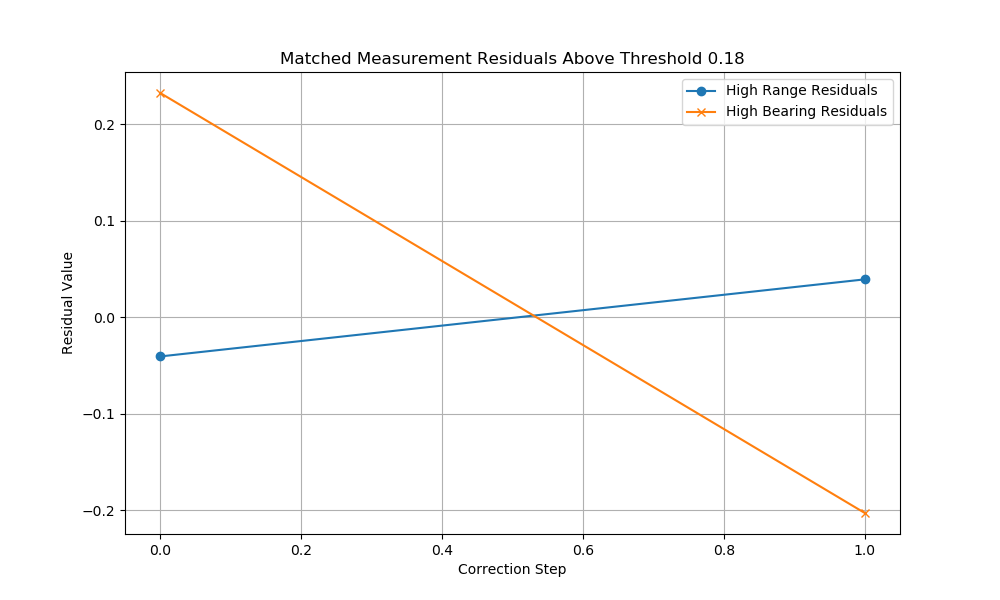 Matched Measurement Residuals Above Threshold 0.18
High Range Residuals
High Bearing Residuals
Residual Value
0.2
0.1
0.0
−0.1
−0.2
0.0 0.2 0.4 0.6 0.8 1.0
Correction Step